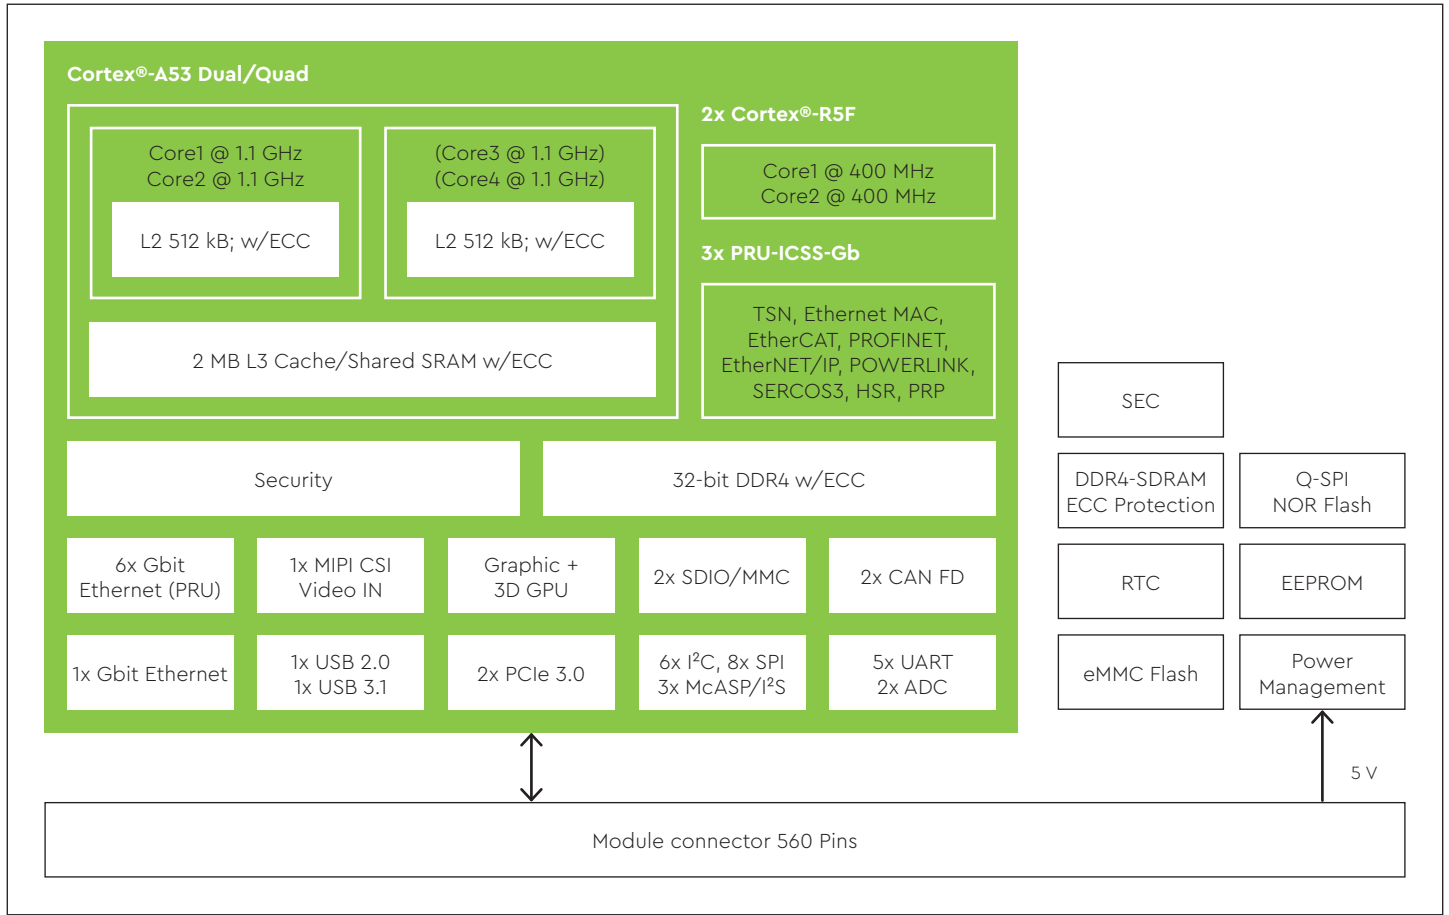 Cortex®-A53 Dual/Quad
Core1 @ 1.1 GHz
Core2 @ 1.1 GHz
L2 512 kB; w/ECC
(Core3 @ 1.1 GHz)
(Core4 @ 1.1 GHz)
L2 512 kB; w/ECC
2 MB L3 Cache/Shared SRAM w/ECC
2x Cortex®-R5F
Core1 @ 400 MHz
Core2 @ 400 MHz
3x PRU-ICSS-Gb
TSN, Ethernet MAC,
EtherCAT, PROFINET,
EtherNET/IP, POWERLINK,
SERCOS3, HSR, PRP
Security
32-bit DDR4 w/ECC
6x Gbit
Ethernet (PRU)
1x MIPI CSI
Video IN
Graphic +
3D GPU
2x SDIO/MMC
2x CAN FD
1x Gbit Ethernet
1x USB 2.0
1x USB 3.1
2x PCIe 3.0
6x I²C, 8x SPI
3x McASP/I²S
5x UART
2x ADC
SEC
DDR4-SDRAM
ECC Protection
Q-SPI
NOR Flash
RTC
EEPROM
eMMC Flash
Power
Management
5 V
Module connector 560 Pins